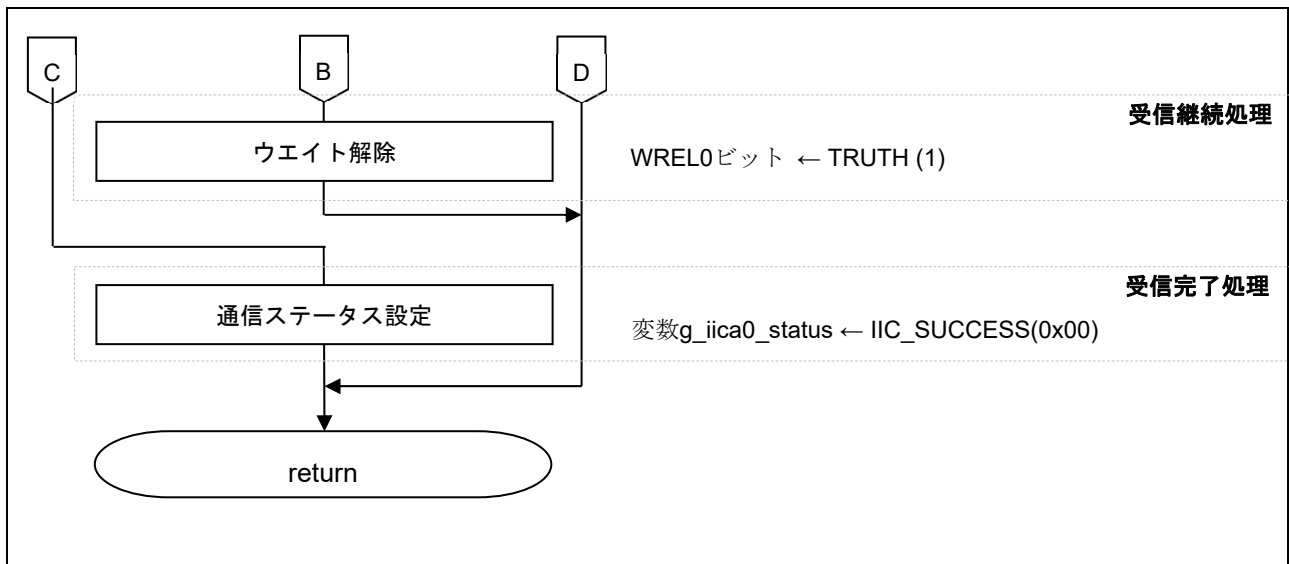 C
B
D
受信継続処理
ウエイト解除
WREL0ビット ← TRUTH (1)
受信完了処理
通信ステータス設定
変数g_iica0_status ← IIC_SUCCESS(0x00)
return